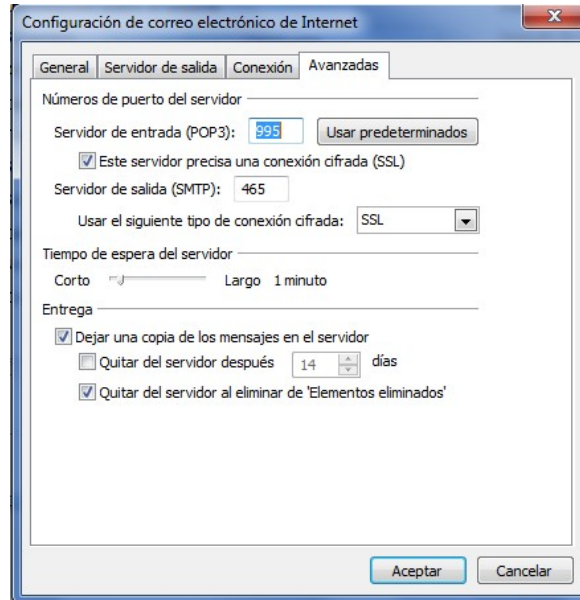 Configuración de correo electrónico de Internet
General Servidor de salida Conexión Avanzadas
Números de puerto del servidor
Servidor de entrada (POP3): 995 Usar predeterminados
Este servidor precisa una conexión cifrada (SSL)
Servidor de salida (SMTP): 465
Usar el siguiente tipo de conexión cifrada: SSL
Tiempo de espera del servidor
Corto Largo 1 minuto
Entrega
Dejar una copia de los mensajes en el servidor
Quitar del servidor después 14 días
Quitar del servidor al eliminar de 'Elementos eliminados'
Aceptar Cancelar